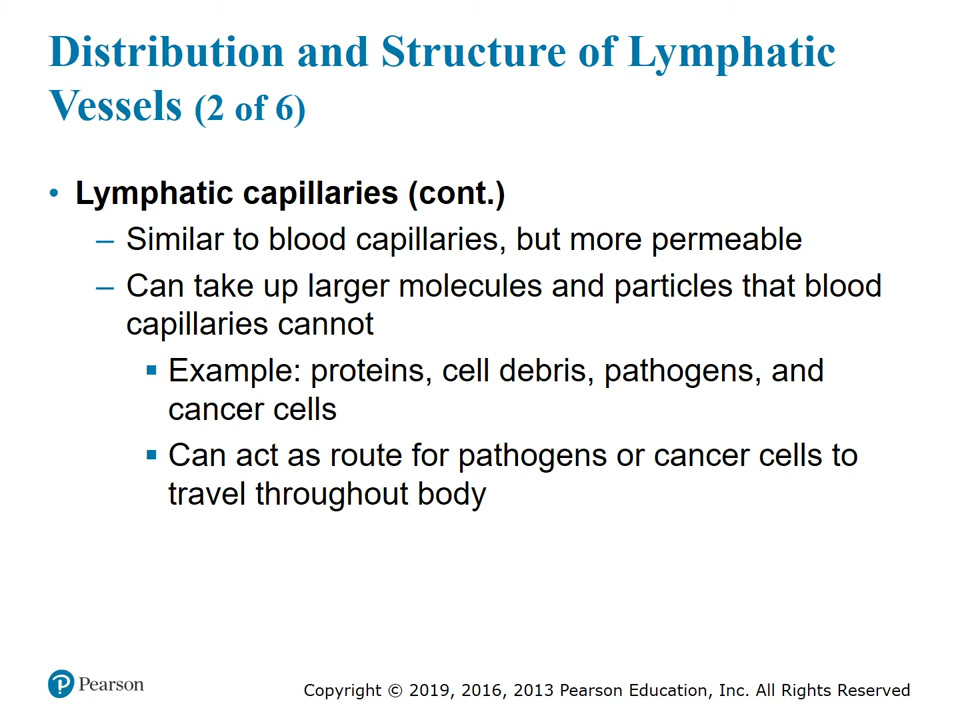 Distribution and Structure of Lymphatic
Vessels (2 of 6)
• Lymphatic capillaries (cont.)
– Similar to blood capillaries, but more permeable
– Can take up larger molecules and particles that blood
capillaries cannot
▪ Example: proteins, cell debris, pathogens, and
cancer cells
▪ Can act as route for pathogens or cancer cells to
travel throughout body
P Pearson
Copyright © 2019, 2016, 2013 Pearson Education, Inc. All Rights Reserved